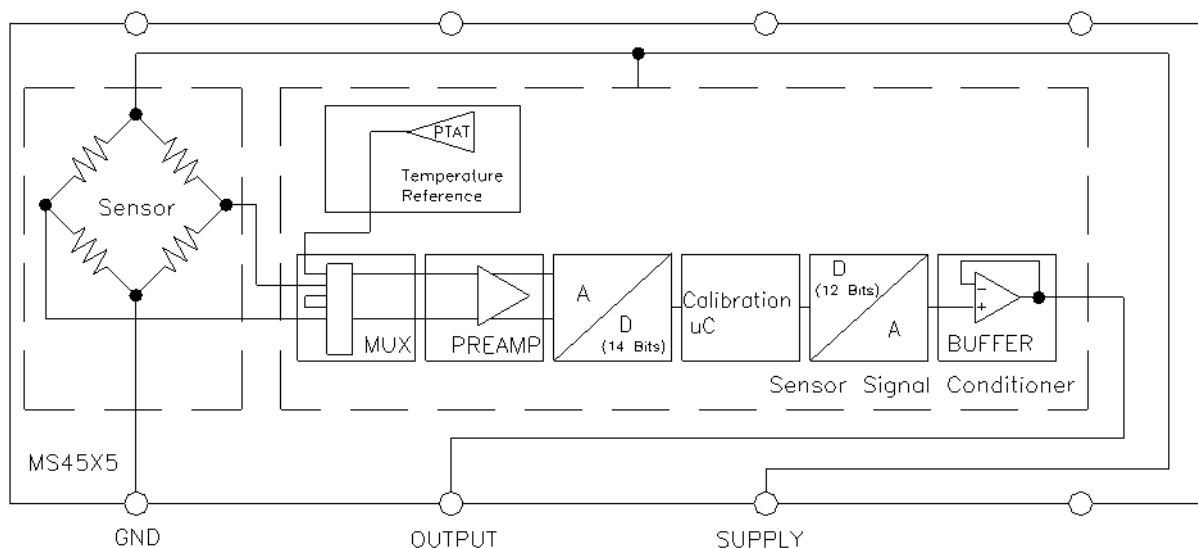 PTAT
Temperature
Reference
Sensor
MUX
PREAMP
A
D
(14 Bits)
Calibration
uC
D
(12 Bits)
A
-
+
BUFFER
Sensor Signal Conditioner
MS45X5
GND
OUTPUT
SUPPLY